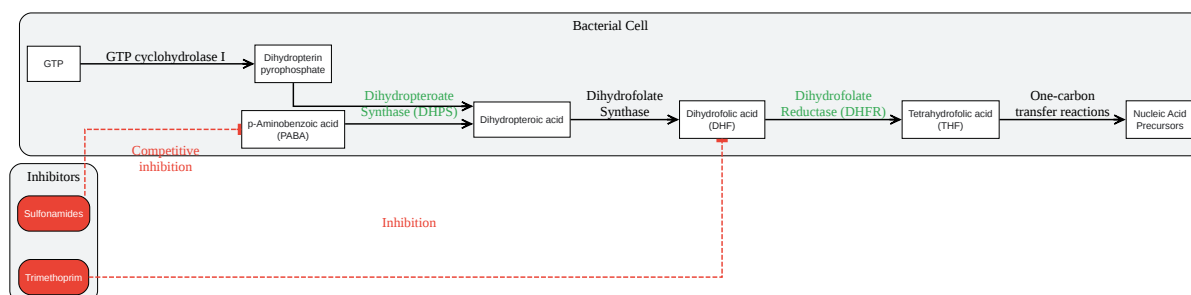 Bacterial Cell
GTP
GTP cyclohydrolase I
Dihydropterin
pyrophosphate
p-Aminobenzoic acid
(PABA)
Dihydropteroate
Synthase (DHPS)
Dihydropteroic acid
Dihydrofolate
Synthase
Dihydrofolic acid
(DHF)
Dihydrofolate
Reductase (DHFR)
Tetrahydrofolic acid
(THF)
One-carbon
transfer reactions
Nucleic Acid
Precursors
Competitive
inhibition
Inhibitors
Sulfonamides
Inhibition
Trimethoprim